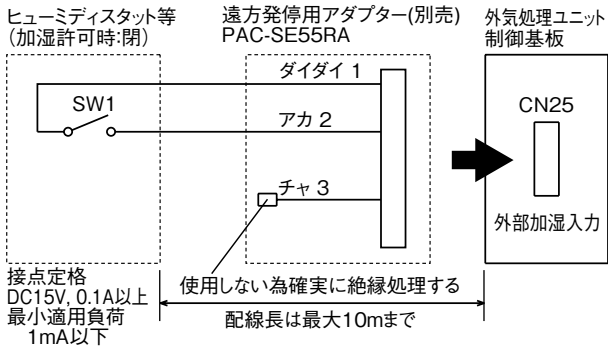 ヒューミディスタット等
(加湿許可時:閉)
遠方発停用アダプター(別売)
PAC-SE55RA
外気処理ユニット
制御基板
ダイダイ 1
SW1
アカ 2
CN25
チャ 3
外部加湿入力
接点定格
DC15V, 0.1A以上
最小適用負荷
1mA以下
使用しない為確実に絶縁処理する
配線長は最大10mまで